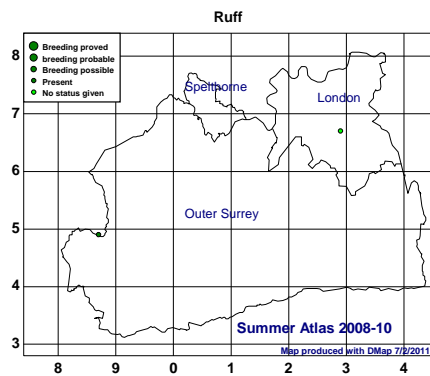 Ruff
Breeding proved
breeding probable
Breeding possible
Present
No status given
8
7
6
5
4
3
Spelthorne
London
Outer Surrey
Summer Atlas 2008-10
Map produced with DMap 7/2/2011
8 9 0 1 2 3 4